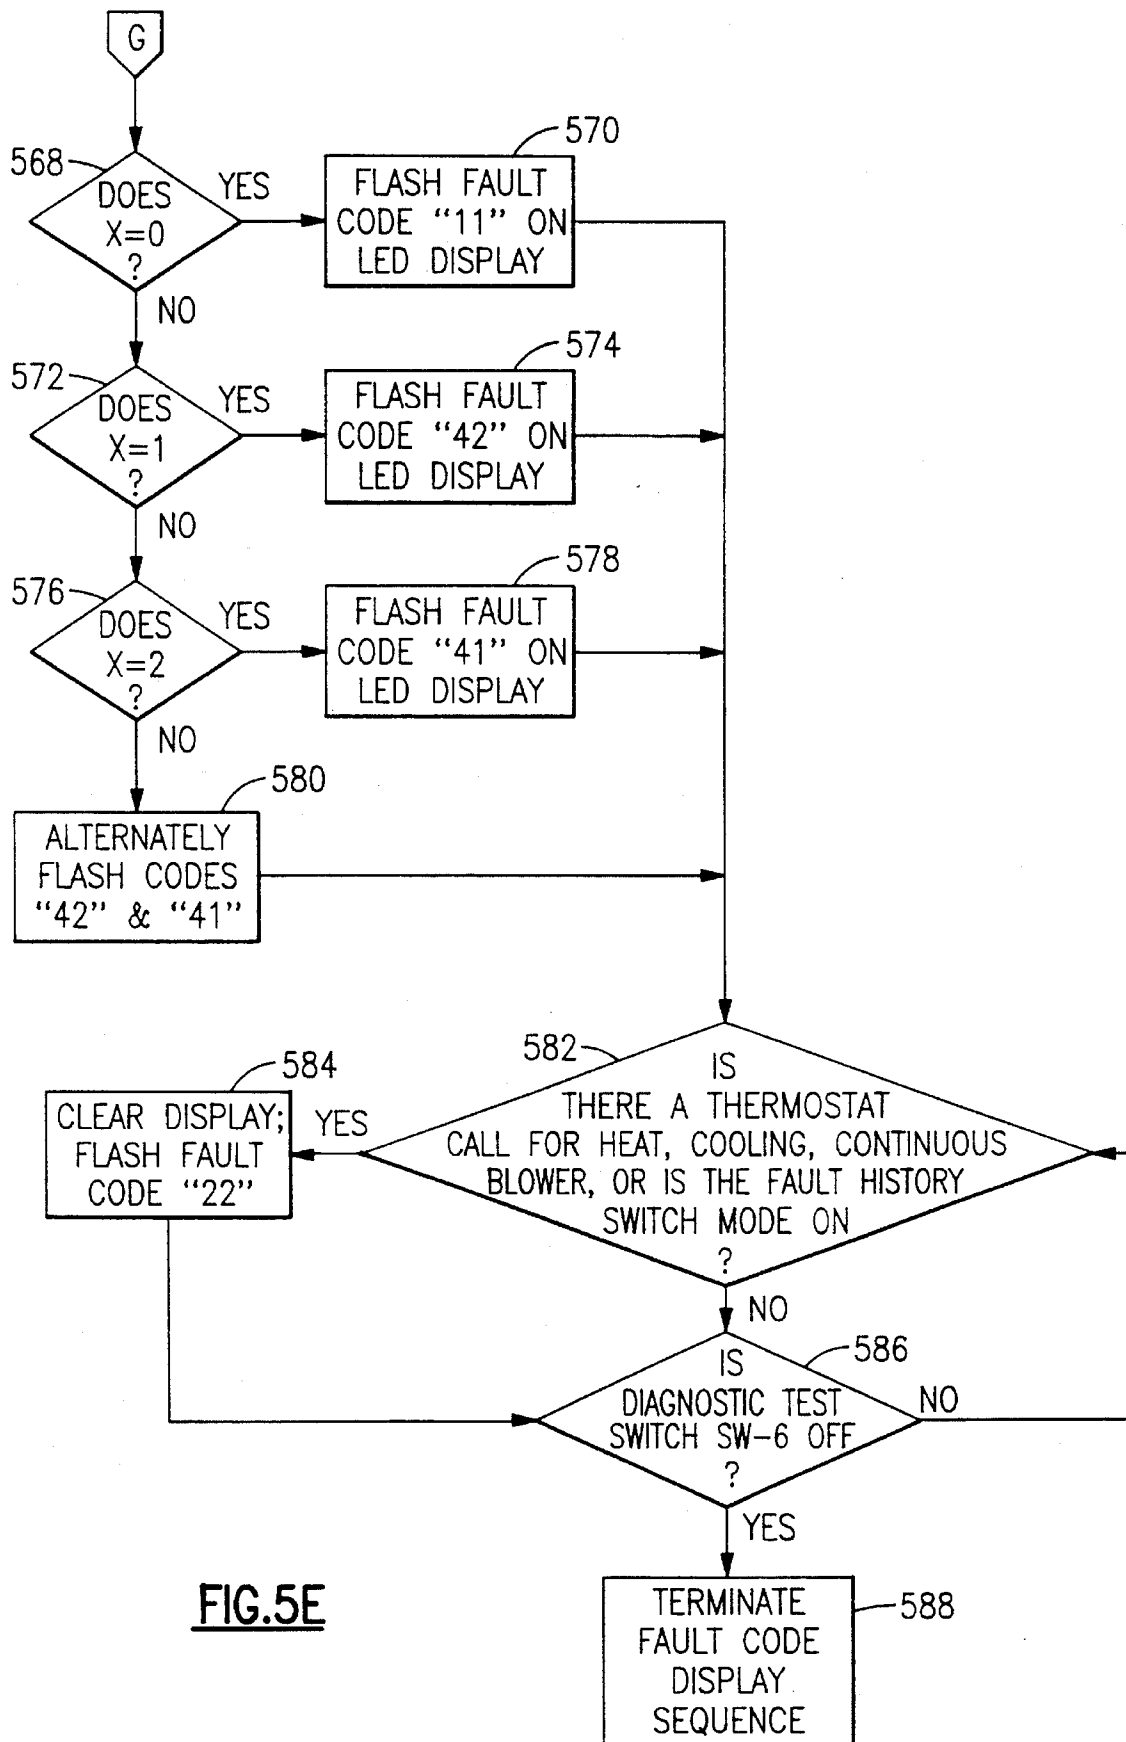 G
568
DOES
X=0
?
YES
NO
570
FLASH FAULT
CODE "11" ON
LED DISPLAY
572
DOES
X=1
?
YES
NO
574
FLASH FAULT
CODE "42" ON
LED DISPLAY
576
DOES
X=2
?
YES
NO
578
FLASH FAULT
CODE "41" ON
LED DISPLAY
580
ALTERNATELY
FLASH CODES
"42" & "41"
582
IS
THERE A THERMOSTAT
CALL FOR HEAT, COOLING, CONTINUOUS
BLOWER, OR IS THE FAULT HISTORY
SWITCH MODE ON
?
YES
NO
584
CLEAR DISPLAY;
FLASH FAULT
CODE "22"
586
IS
DIAGNOSTIC TEST
SWITCH SW-6 OFF
?
NO
YES
588
TERMINATE
FAULT CODE
DISPLAY
SEQUENCE
FIG.5E